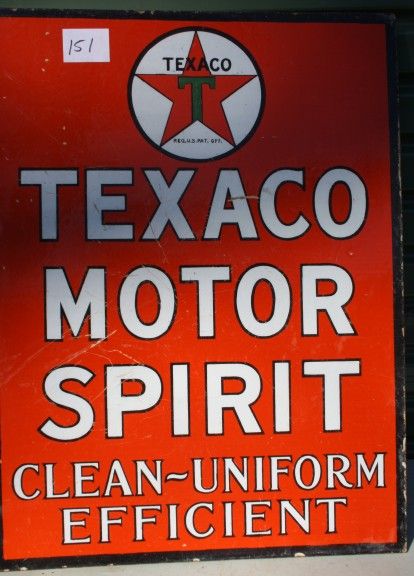 151
TEXACO
T
REG. U.S. PAT. OFF.
TEXACO
MOTOR
SPIRIT
CLEAN~UNIFORM
EFFICIENT